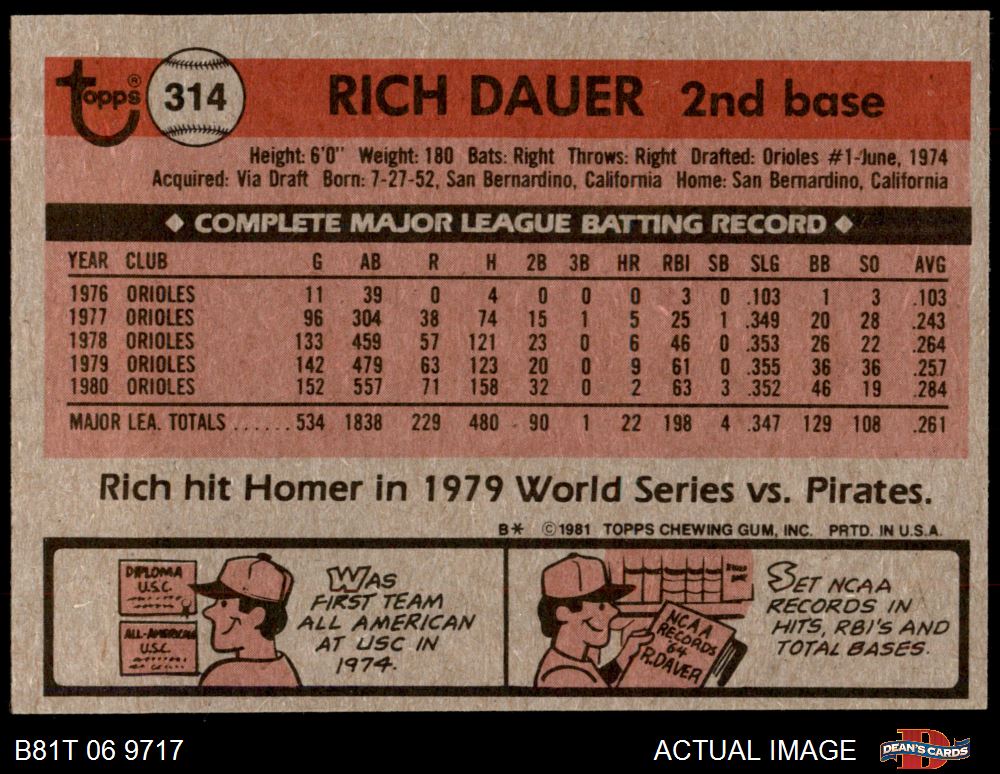 Topps® 314 RICH DAUER 2nd base
Height: 6'0" Weight: 180 Bats: Right Throws: Right Drafted: Orioles #1-June, 1974
Acquired: Via Draft Born: 7-27-52, San Bernardino, California Home: San Bernardino, California
◆ COMPLETE MAJOR LEAGUE BATTING RECORD ◆
YEAR CLUB G AB R H 2B 3B HR RBI SB SLG BB SO AVG
1976 ORIOLES 11 39 0 4 0 0 0 3 0 .103 1 3 .103
1977 ORIOLES 96 304 38 74 15 1 5 25 1 .349 20 28 .243
1978 ORIOLES 133 459 57 121 23 0 6 46 0 .353 26 22 .264
1979 ORIOLES 142 479 63 123 20 0 9 61 0 .355 36 36 .257
1980 ORIOLES 152 557 71 158 32 0 2 63 3 .352 46 19 .284
MAJOR LEA. TOTALS ...... 534 1838 229 480 90 1 22 198 4 .347 129 108 .261
Rich hit Homer in 1979 World Series vs. Pirates.
B* ©1981 TOPPS CHEWING GUM, INC. PRTD. IN U.S.A.
DIPLOMA
U.S.C.
ALL-AMERICAN
U.S.C.
WAS
FIRST TEAM
ALL AMERICAN
AT USC IN
1974.
NCAA
RECORDS
R.DAUER
SET NCAA
RECORDS IN
HITS, RBI'S AND
TOTAL BASES.
B81T 06 9717 ACTUAL IMAGE DEAN'S CARDS